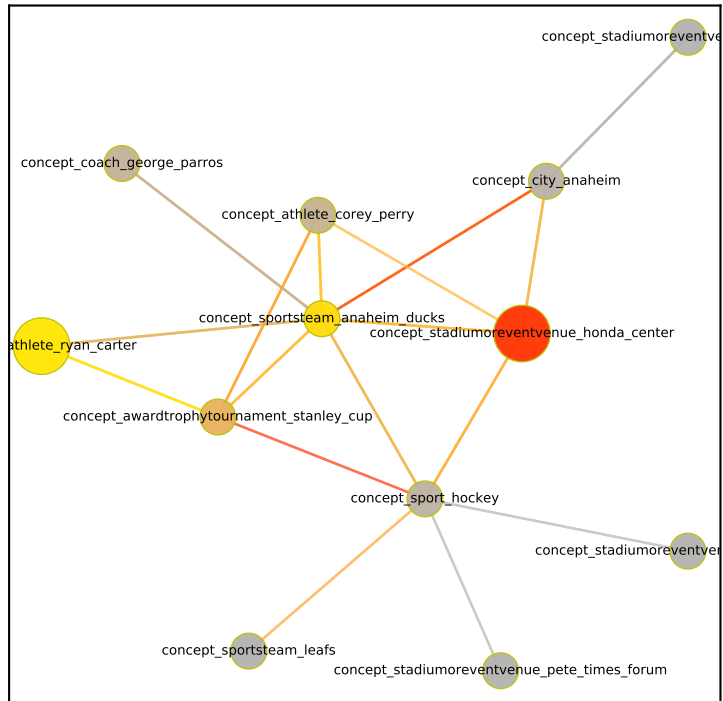 concept_stadiumoreventve
concept_coach_george_parros
concept_city_anaheim
concept_athlete_corey_perry
concept_sportsteam_anaheim_ducks
concept_stadiumoreventvenue_honda_center
athlete_ryan_carter
concept_awardtrophytournament_stanley_cup
concept_sport_hockey
concept_stadiumoreventver
concept_sportsteam_leafs
concept_stadiumoreventvenue_pete_times_forum